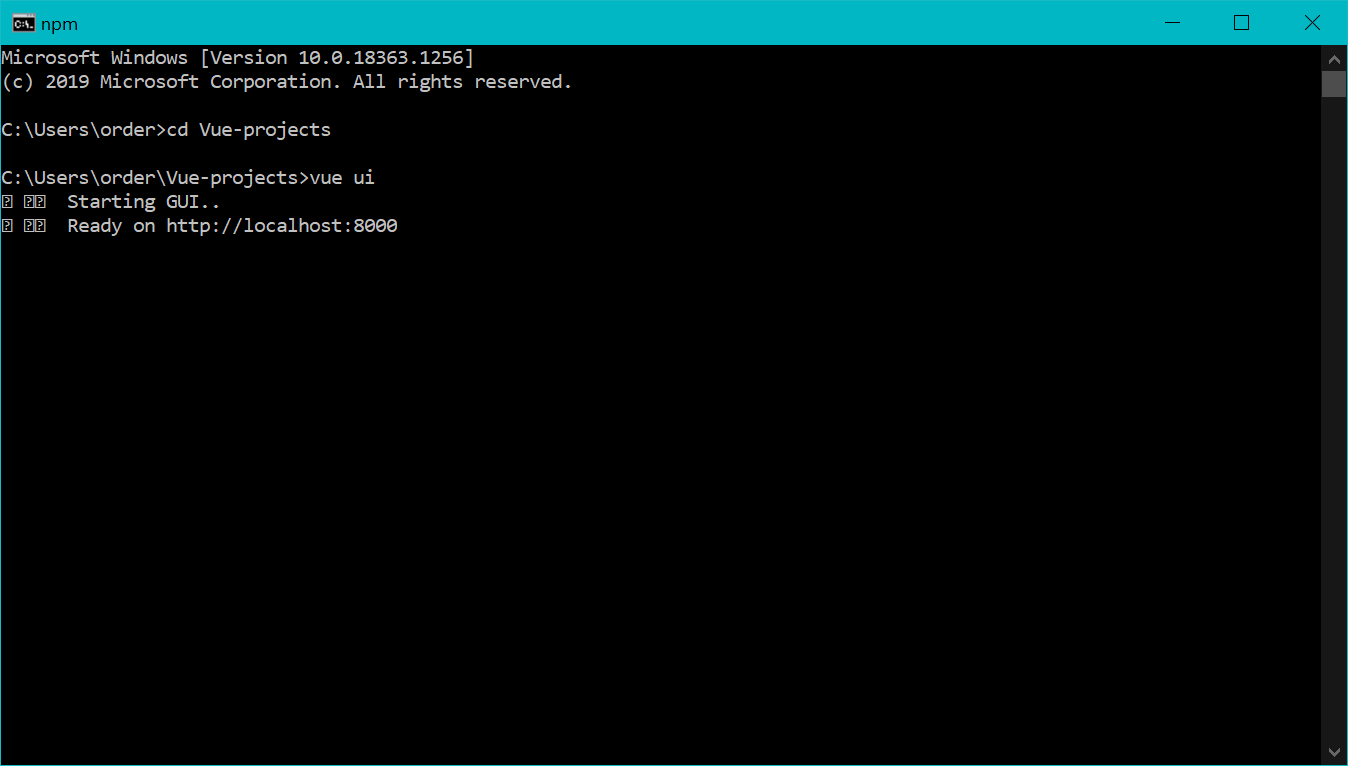 npm
Microsoft Windows [Version 10.0.18363.1256]
(c) 2019 Microsoft Corporation. All rights reserved.
C:\Users\order>cd Vue-projects
C:\Users\order\Vue-projects>vue ui
Starting GUI..
Ready on http://localhost:8000